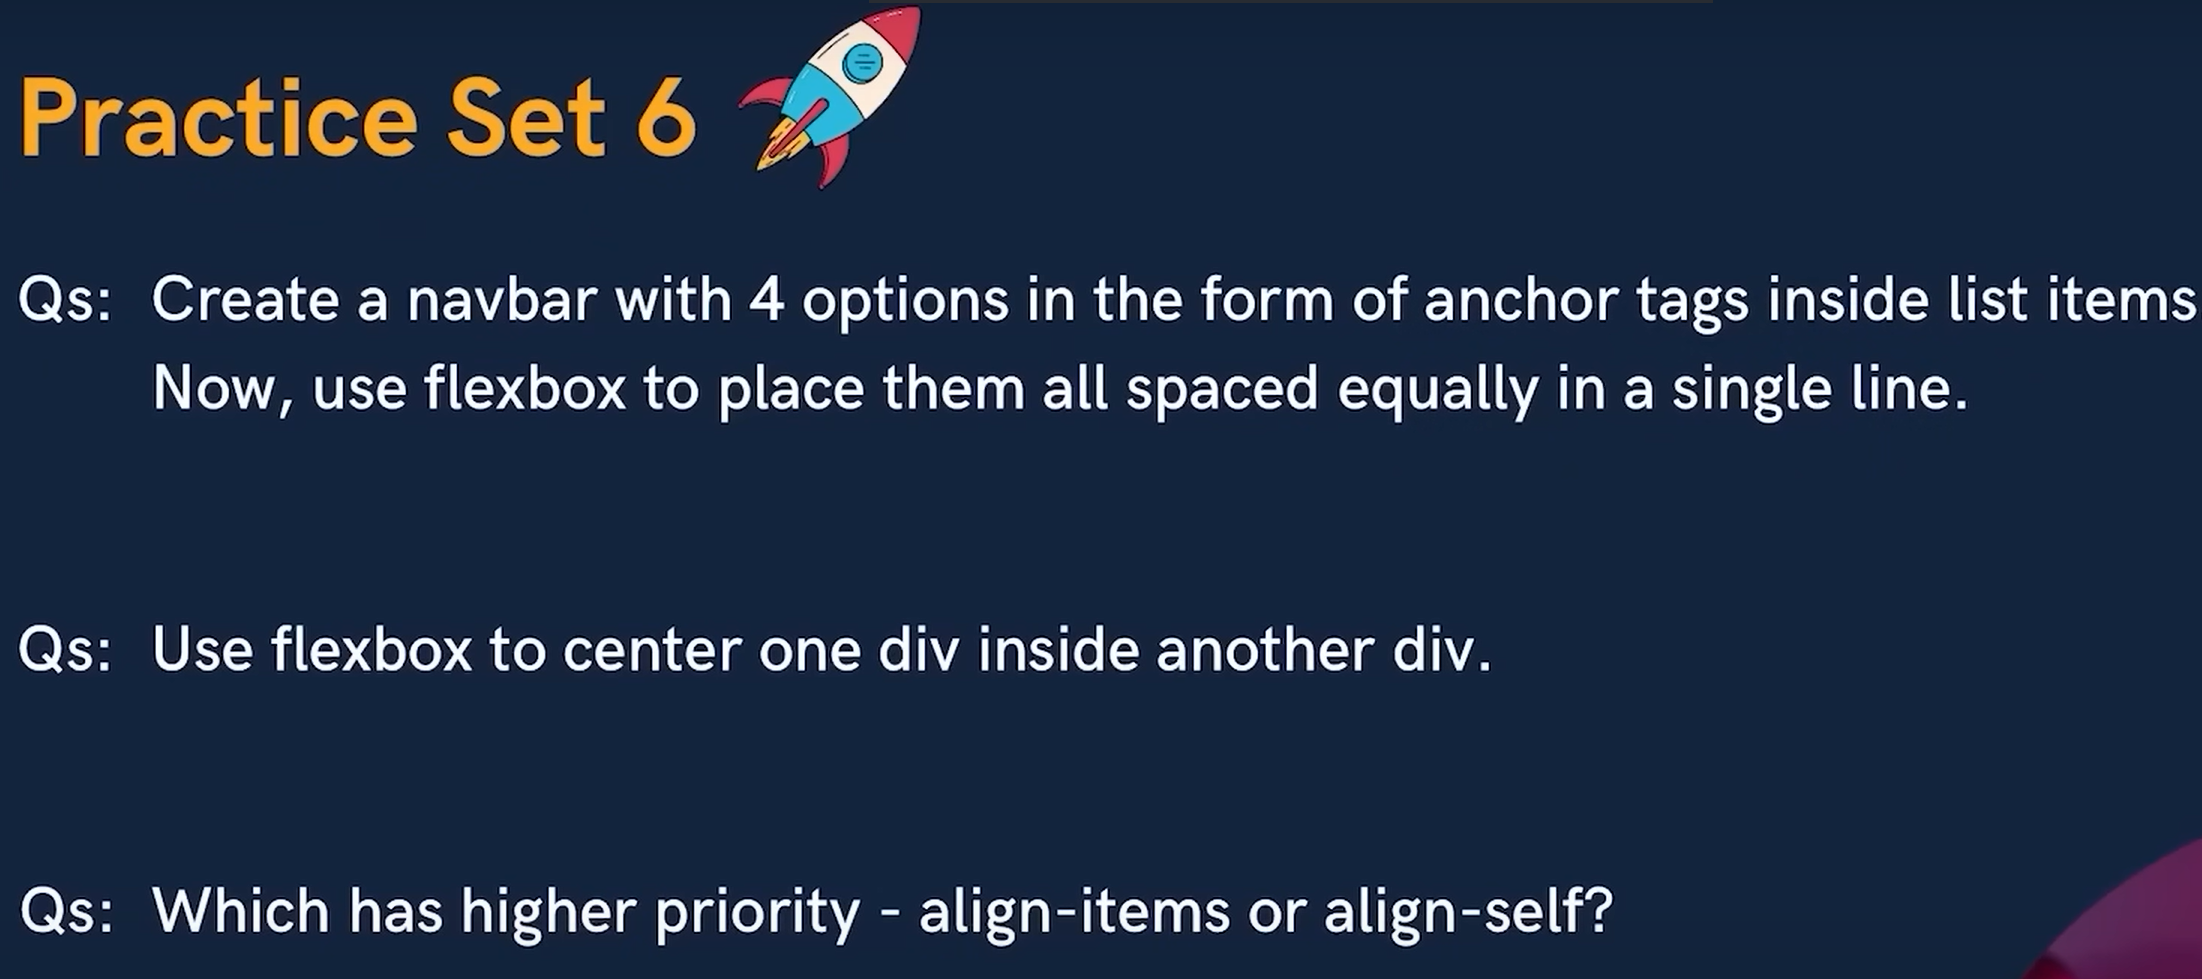 Practice Set 6
Qs: Create a navbar with 4 options in the form of anchor tags inside list items
Now, use flexbox to place them all spaced equally in a single line.
Qs: Use flexbox to center one div inside another div.
Qs: Which has higher priority - align-items or align-self?